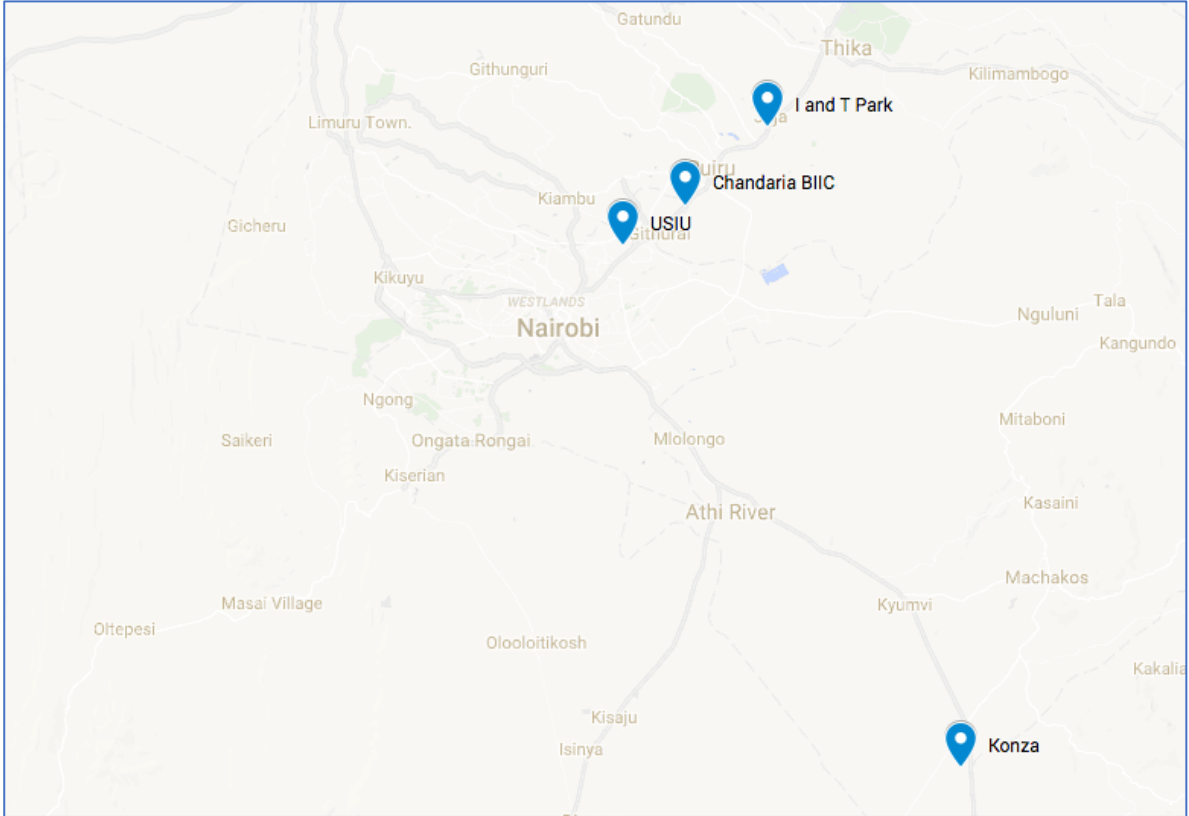 Gatundu
Thika
Githunguri
Kilimambogo
I and T Park
Limuru Town.
Chandaria BIIC
Kiambu
USIU
Gicheru
Githurai
Kikuyu
WESTLANDS
Tala
Nguluni
Nairobi
Kangundo
Ngong
Mitaboni
Saikeri
Ongata Rongai
Mlolongo
Kiserian
Kasaini
Athi River
Machakos
Masai Village
Kyumvi
Oltepesi
Olooloitikosh
Kakalia
Kisaju
Isinya
Konza